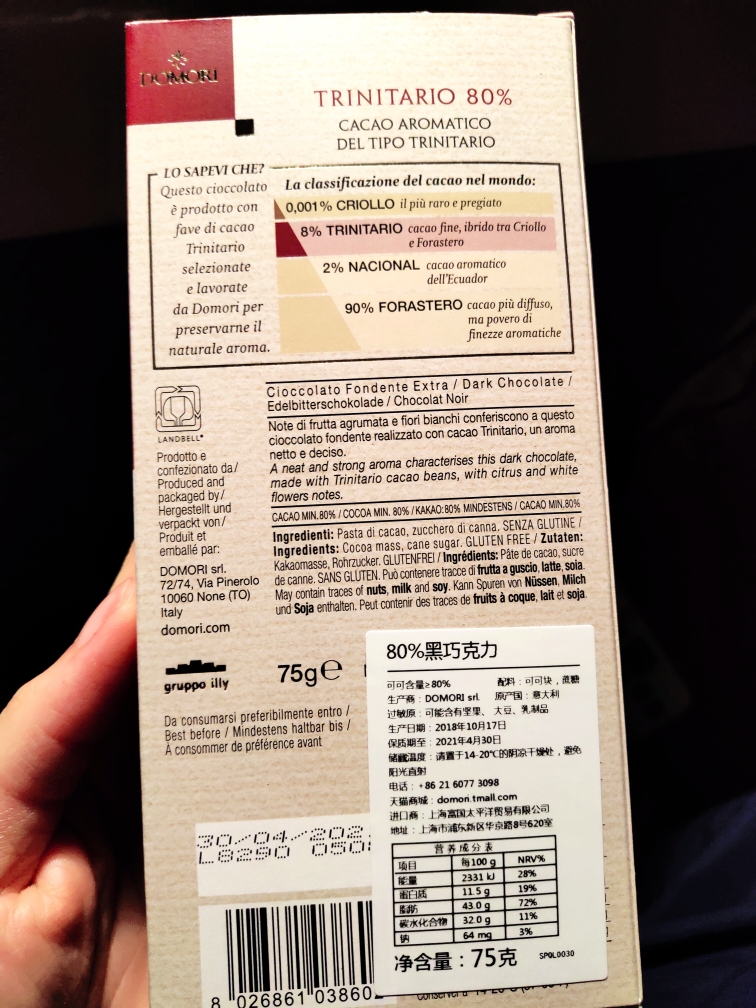 DOMORI
TRINITARIO 80%
CACAO AROMATICO
DEL TIPO TRINITARIO
LO SAPEVI CHE?
Questo cioccolato
è prodotto con
fave di cacao
Trinitario
selezionate
e lavorate
da Domori per
preservarne il
naturale aroma.
La classificazione del cacao nel mondo:
0,001% CRIOLLO il più raro e pregiato
8% TRINITARIO cacao fine, ibrido tra Criollo
e Forastero
2% NACIONAL cacao aromatico
dell'Ecuador
90% FORASTERO cacao più diffuso,
ma povero di
finezze aromatiche
LANDBELL
Prodotto e
confezionato da/
Produced and
packaged by/
Hergestellt und
verpackt von/
Produit et
emballé par:
DOMORI srl.
72/74, Via Pinerolo
10060 None (TO)
Italy
domori.com
gruppo illy
Cioccolato Fondente Extra / Dark Chocolate /
Edelbitterschokolade / Chocolat Noir
Note di frutta agrumata e fiori bianchi conferiscono a questo
cioccolato fondente realizzato con cacao Trinitario, un aroma
netto e deciso.
A neat and strong aroma characterises this dark chocolate,
made with Trinitario cacao beans, with citrus and white
flowers notes.
CACAO MIN.80% / COCOA MIN. 80% / KAKAO:80% MINDESTENS / CACAO MIN.80%
Ingredienti: Pasta di cacao, zucchero di canna. SENZA GLUTINE /
Ingredients: Cocoa mass, cane sugar. GLUTEN FREE / Zutaten:
Kakaomasse, Rohrzucker. GLUTENFREI / Ingrédients: Pâte de cacao, sucre
de canne. SANS GLUTEN. Può contenere tracce di frutta a guscio, latte, soia.
May contain traces of nuts, milk and soy. Kann Spuren von Nüssen, Milch
und Soja enthalten. Peut contenir des traces de fruits à coque, lait et soja.
75g℮
Da consumarsi preferibilmente entro /
Best before / Mindestens haltbar bis /
À consommer de préférence avant
30/04/202
L8290 050
8 026861 03860
80%黑巧克力
可可含量≥80% 配料：可可块，蔗糖
生产商：DOMORI srl. 原产国：意大利
过敏原：可能含有坚果、大豆、乳制品
生产日期：2018年10月17日
保质期至：2021年4月30日
储藏温度：请置于14-20℃的阴凉干燥处，避免
阳光直射
电话：+86 21 6077 3098
天猫商城：domori.tmall.com
进口商：上海富国太平洋贸易有限公司
地址：上海市浦东新区华京路8号620室
营养成分表
项目 每100 g NRV%
能量 2331 kJ 28%
蛋白质 11.5 g 19%
脂肪 43.0 g 72%
碳水化合物 32.0 g 11%
钠 64 mg 3%
净含量：75克 SPQL0030